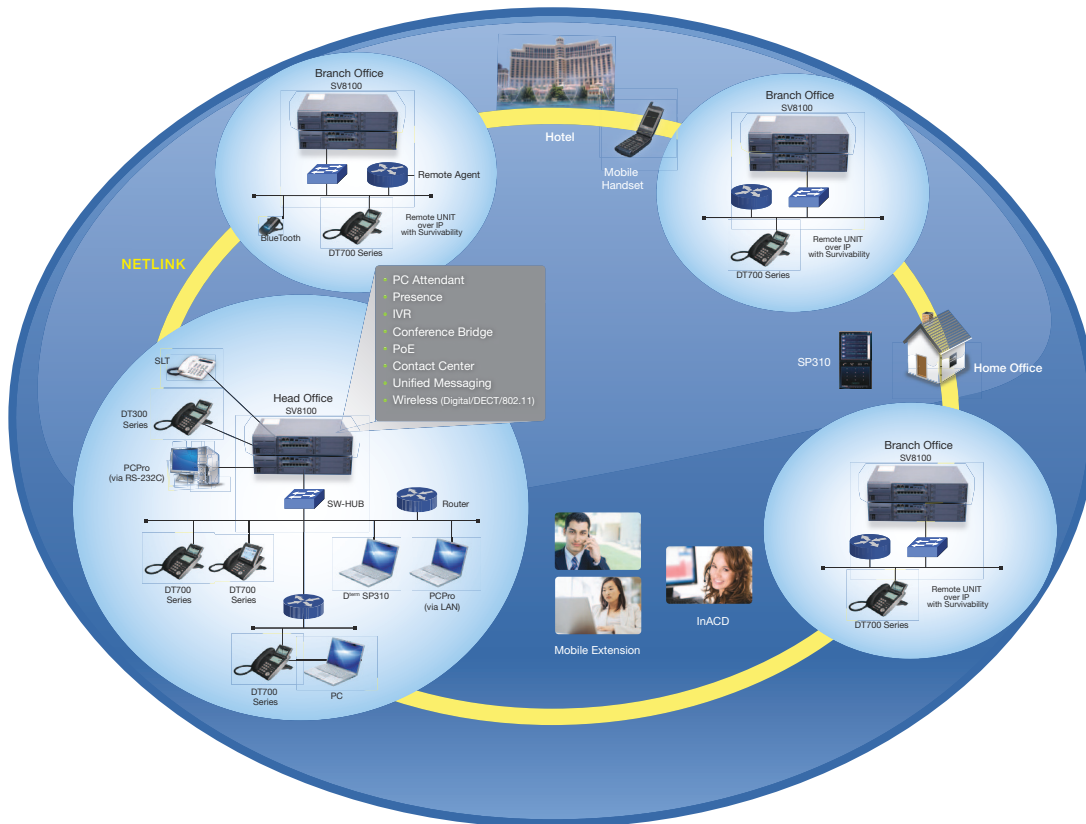 Branch Office
SV8100
Remote Agent
BlueTooth
DT700 Series
Remote UNIT
over IP
with Survivability
Hotel
Mobile
Handset
Branch Office
SV8100
Remote UNIT
over IP
with Survivability
DT700 Series
NETLINK
PC Attendant
Presence
IVR
Conference Bridge
PoE
Contact Center
Unified Messaging
Wireless (Digital/DECT/802.11)
SLT
DT300
Series
PCPro
(via RS-232C)
Head Office
SV8100
SW-HUB
Router
DT700
Series
DT700
Series
Dterm SP310
PCPro
(via LAN)
DT700
Series
PC
SP310
Home Office
Branch Office
SV8100
Remote UNIT
over IP
with Survivability
DT700 Series
InACD
Mobile Extension